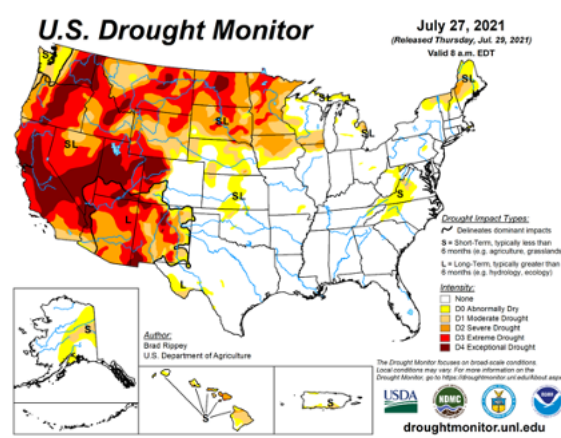 U.S. Drought Monitor
July 27, 2021
(Released Thursday, Jul. 29, 2021)
Valid 8 a.m. EDT
S
SL
S
S
SL
SL
SL
S
L
L
S
S
S
Drought Impact Types:
Delineates dominant impacts
S = Short-Term, typically less than
6 months (e.g. agriculture, grasslands
L = Long-Term, typically greater than
6 months (e.g. hydrology, ecology)
Intensity:
None
D0 Abnormally Dry
D1 Moderate Drought
D2 Severe Drought
D3 Extreme Drought
D4 Exceptional Drought
Author:
Brad Rippey
U.S. Department of Agriculture
The Drought Monitor focuses on broad-scale conditions.
Local conditions may vary. For more information on the
Drought Monitor, go to https://droughtmonitor.unl.edu/About.aspx
USDA
NDMC
droughtmonitor.unl.edu